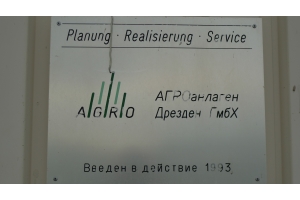 Planung · Realisierung · Service
AGRO
АГРОанлаген
Дрезден ГмбХ
Введен в действие 1993